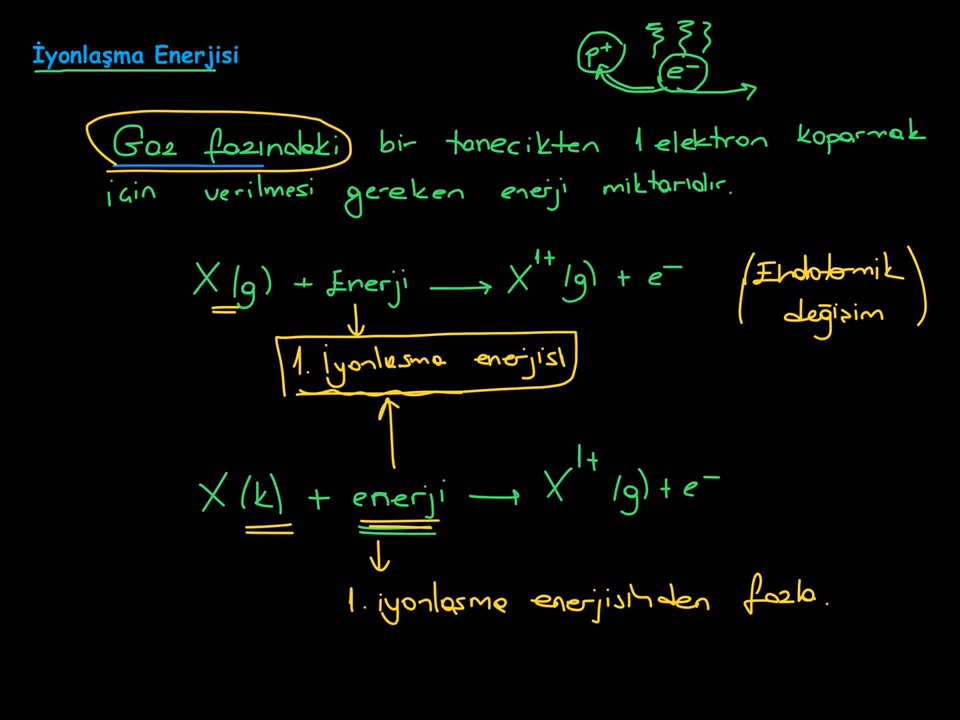 İyonlaşma Enerjisi
p+ e-
Gaz fazındaki bir tanecikten 1 elektron koparmak
için verilmesi gereken enerji miktarıdır.
X(g) + Enerji → X¹⁺(g) + e⁻
(Endotermik
değişim)
1. iyonlaşma enerjisi
X(k) + enerji → X¹⁺(g) + e⁻
1. iyonlaşma enerjisinden fazla.